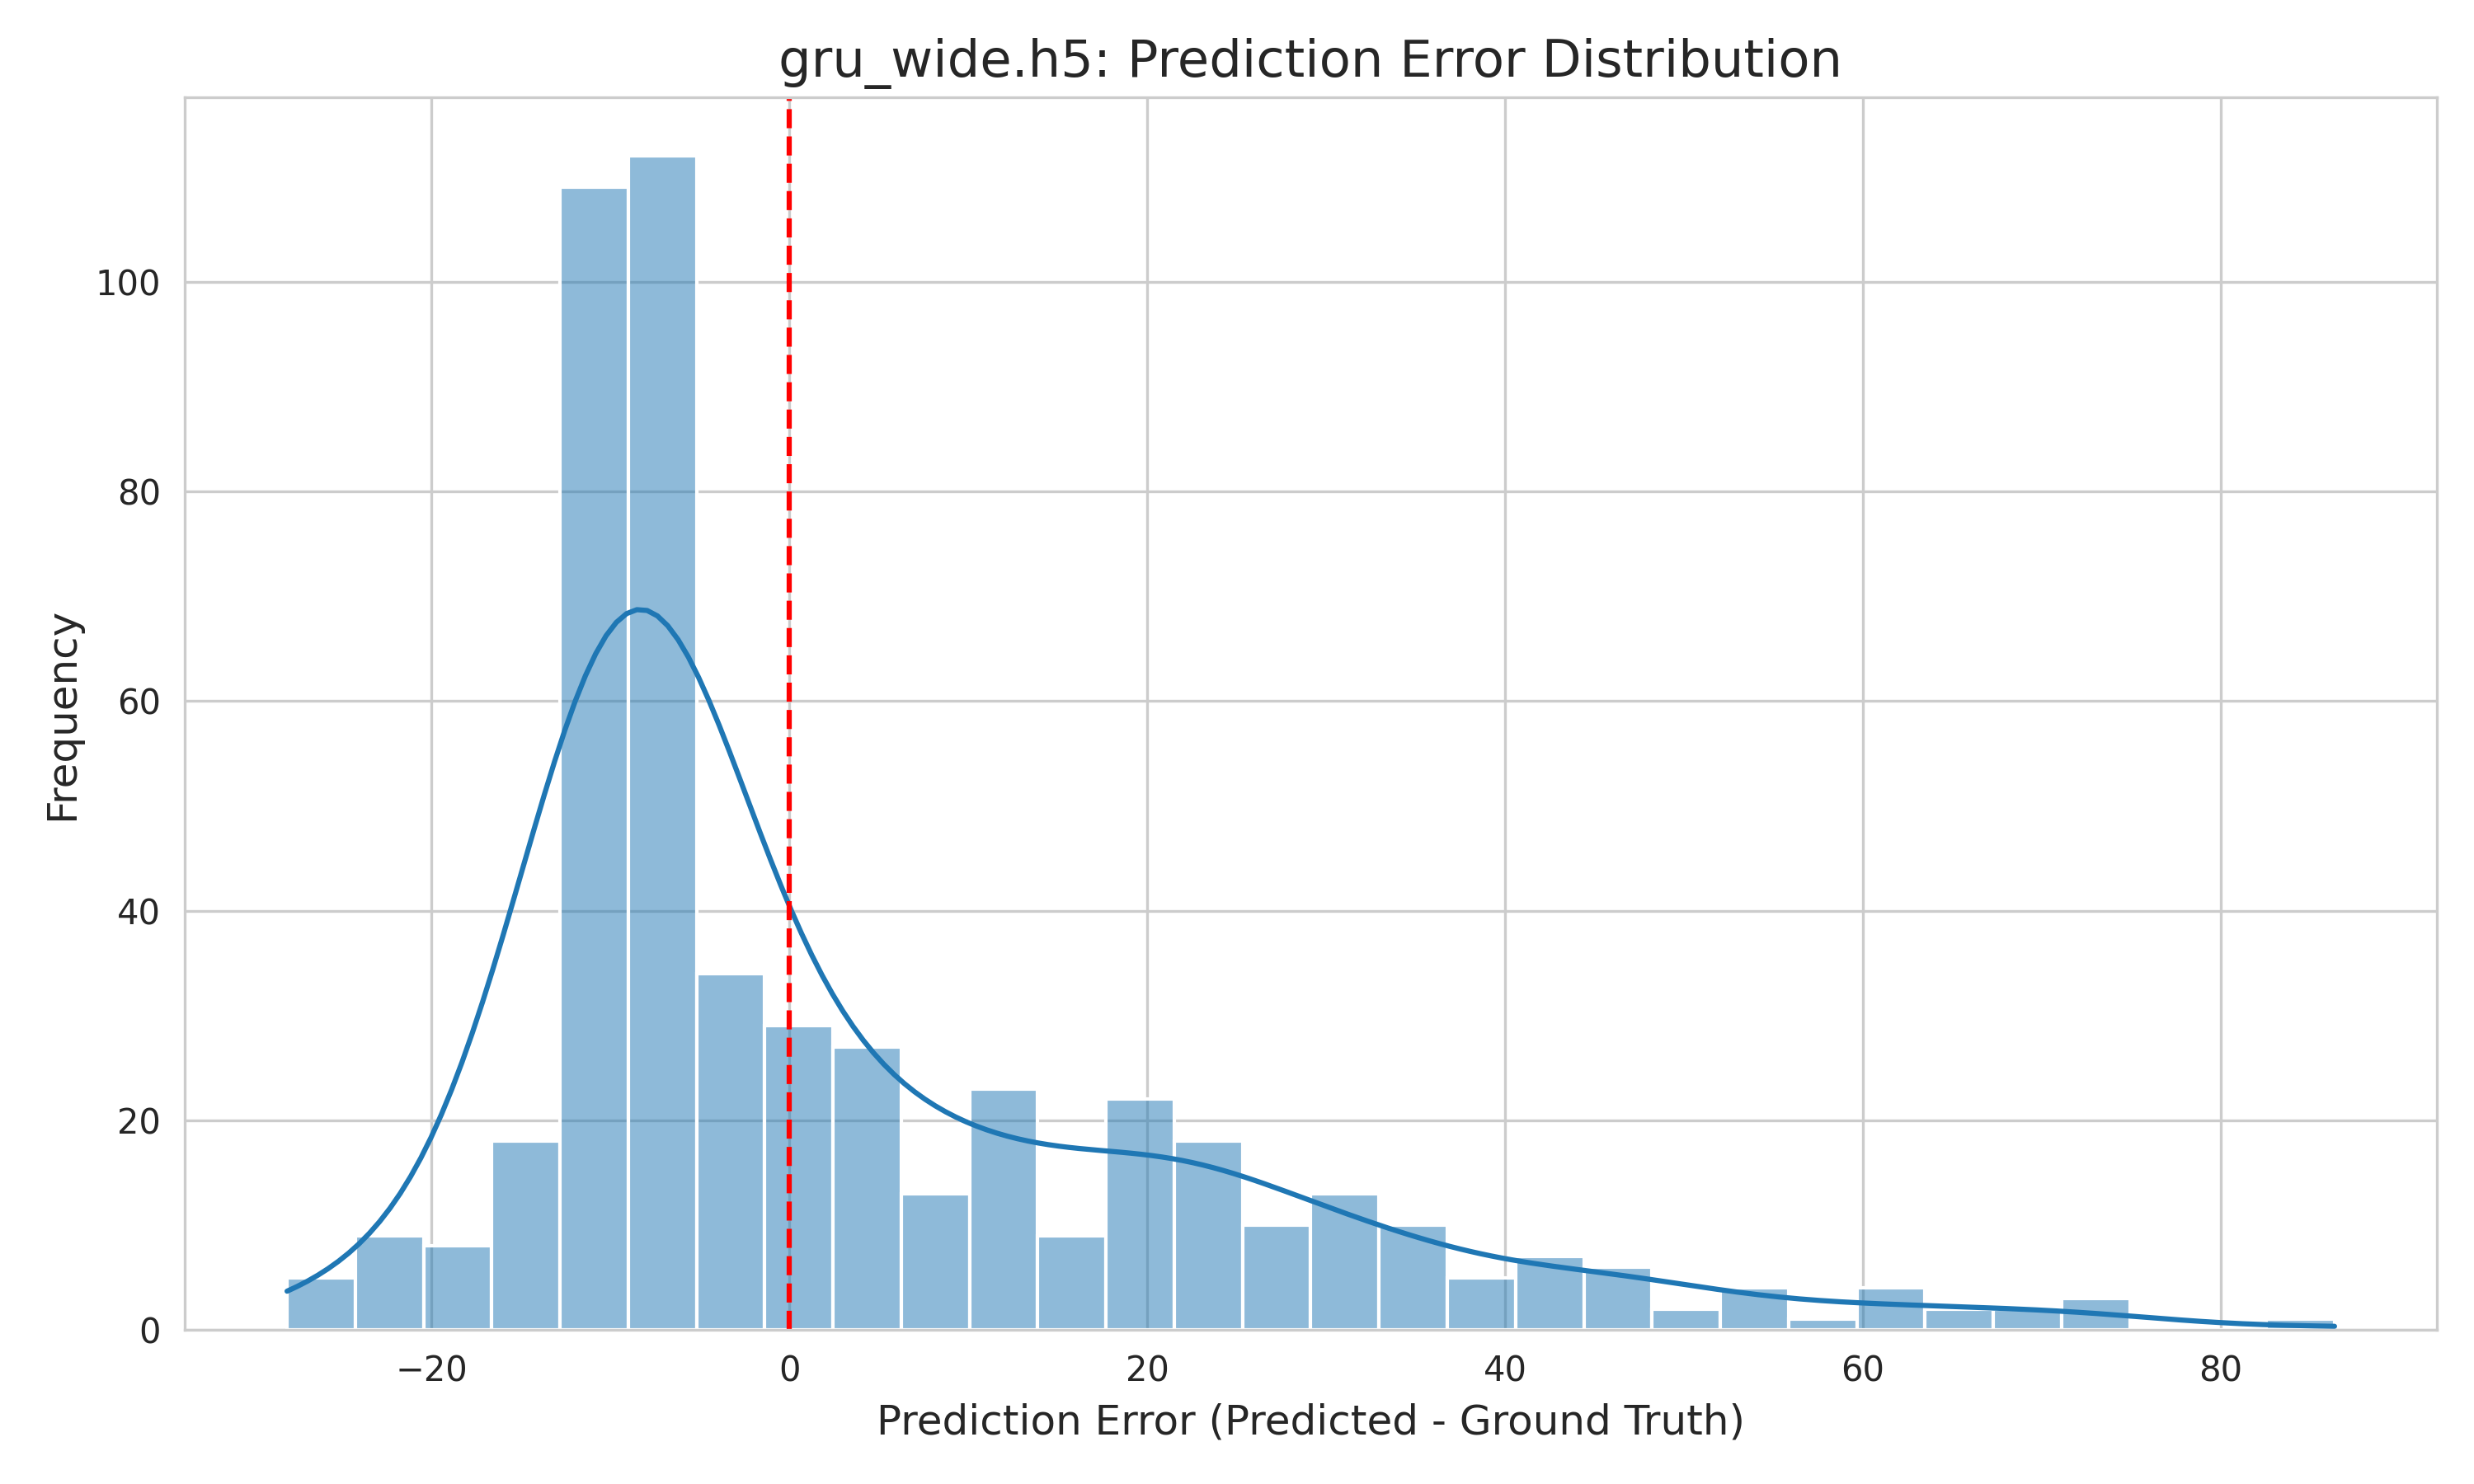 gru_wide.h5: Prediction Error Distribution
100
80
60
40
20
0
Frequency
−20 0 20 40 60 80
Prediction Error (Predicted - Ground Truth)